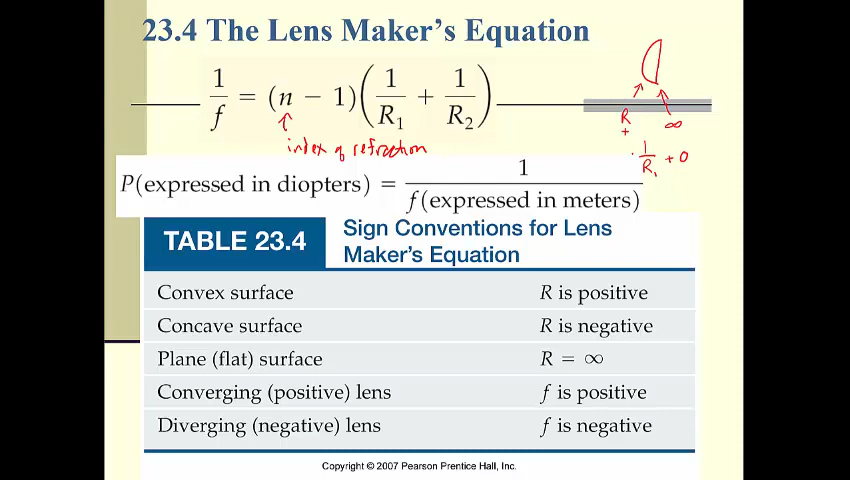 23.4 The Lens Maker's Equation
1/f = (n − 1)(1/R₁ + 1/R₂)
index of refraction
R
+
∞
1/R₁ + 0
P(expressed in diopters) = 1/f(expressed in meters)
TABLE 23.4
Sign Conventions for Lens
Maker's Equation
Convex surface R is positive
Concave surface R is negative
Plane (flat) surface R = ∞
Converging (positive) lens f is positive
Diverging (negative) lens f is negative
Copyright © 2007 Pearson Prentice Hall, Inc.